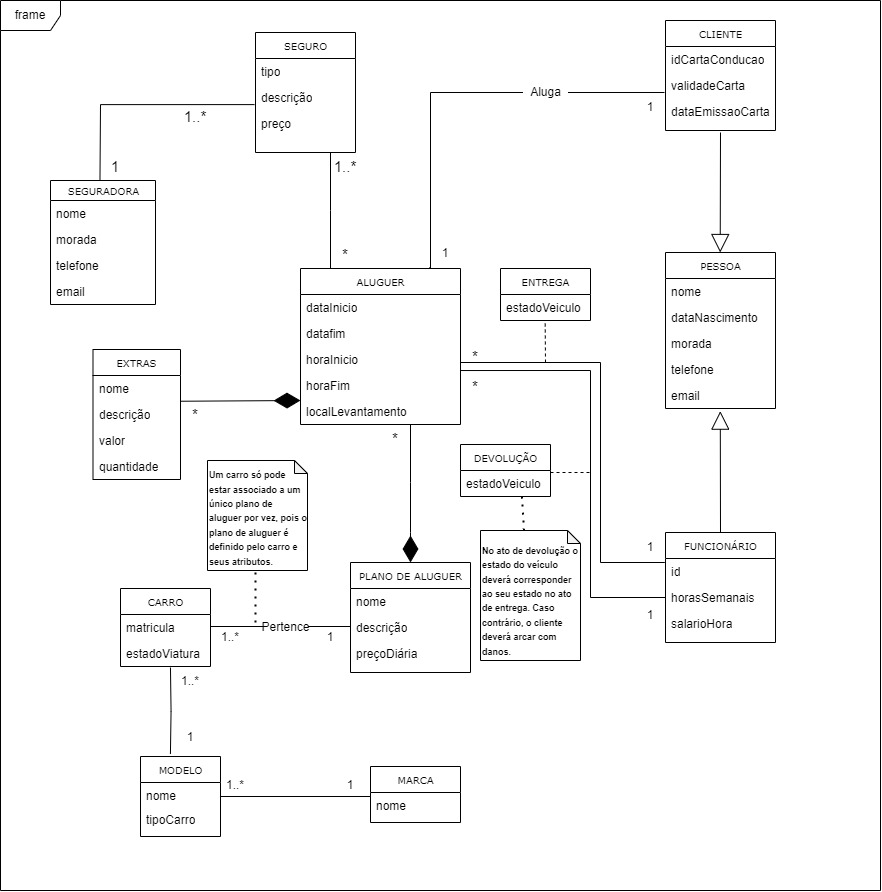 frame
SEGURO
tipo
descrição
preço
1..*
1..*
CLIENTE
idCartaConducao
validadeCarta
dataEmissaoCarta
Aluga
1
1
1
SEGURADORA
nome
morada
telefone
email
*
ALUGUER
dataInicio
datafim
horaInicio
horaFim
localLevantamento
ENTREGA
estadoVeiculo
PESSOA
nome
dataNascimento
morada
telefone
email
EXTRAS
nome
descrição
valor
quantidade
*
*
*
*
DEVOLUÇÃO
estadoVeiculo
Um carro só pode
estar associado a um
único plano de
aluguer por vez, pois o
plano de aluguer é
definido pelo carro e
seus atributos.
No ato de devolução o
estado do veículo
deverá corresponder
ao seu estado no ato
de entrega. Caso
contrário, o cliente
deverá arcar com
danos.
1
1
FUNCIONÁRIO
id
horasSemanais
salarioHora
PLANO DE ALUGUER
nome
descrição
preçoDiária
CARRO
matricula
estadoViatura
1..*
Pertence
1
1..*
1
MODELO
nome
tipoCarro
1..*
1
MARCA
nome